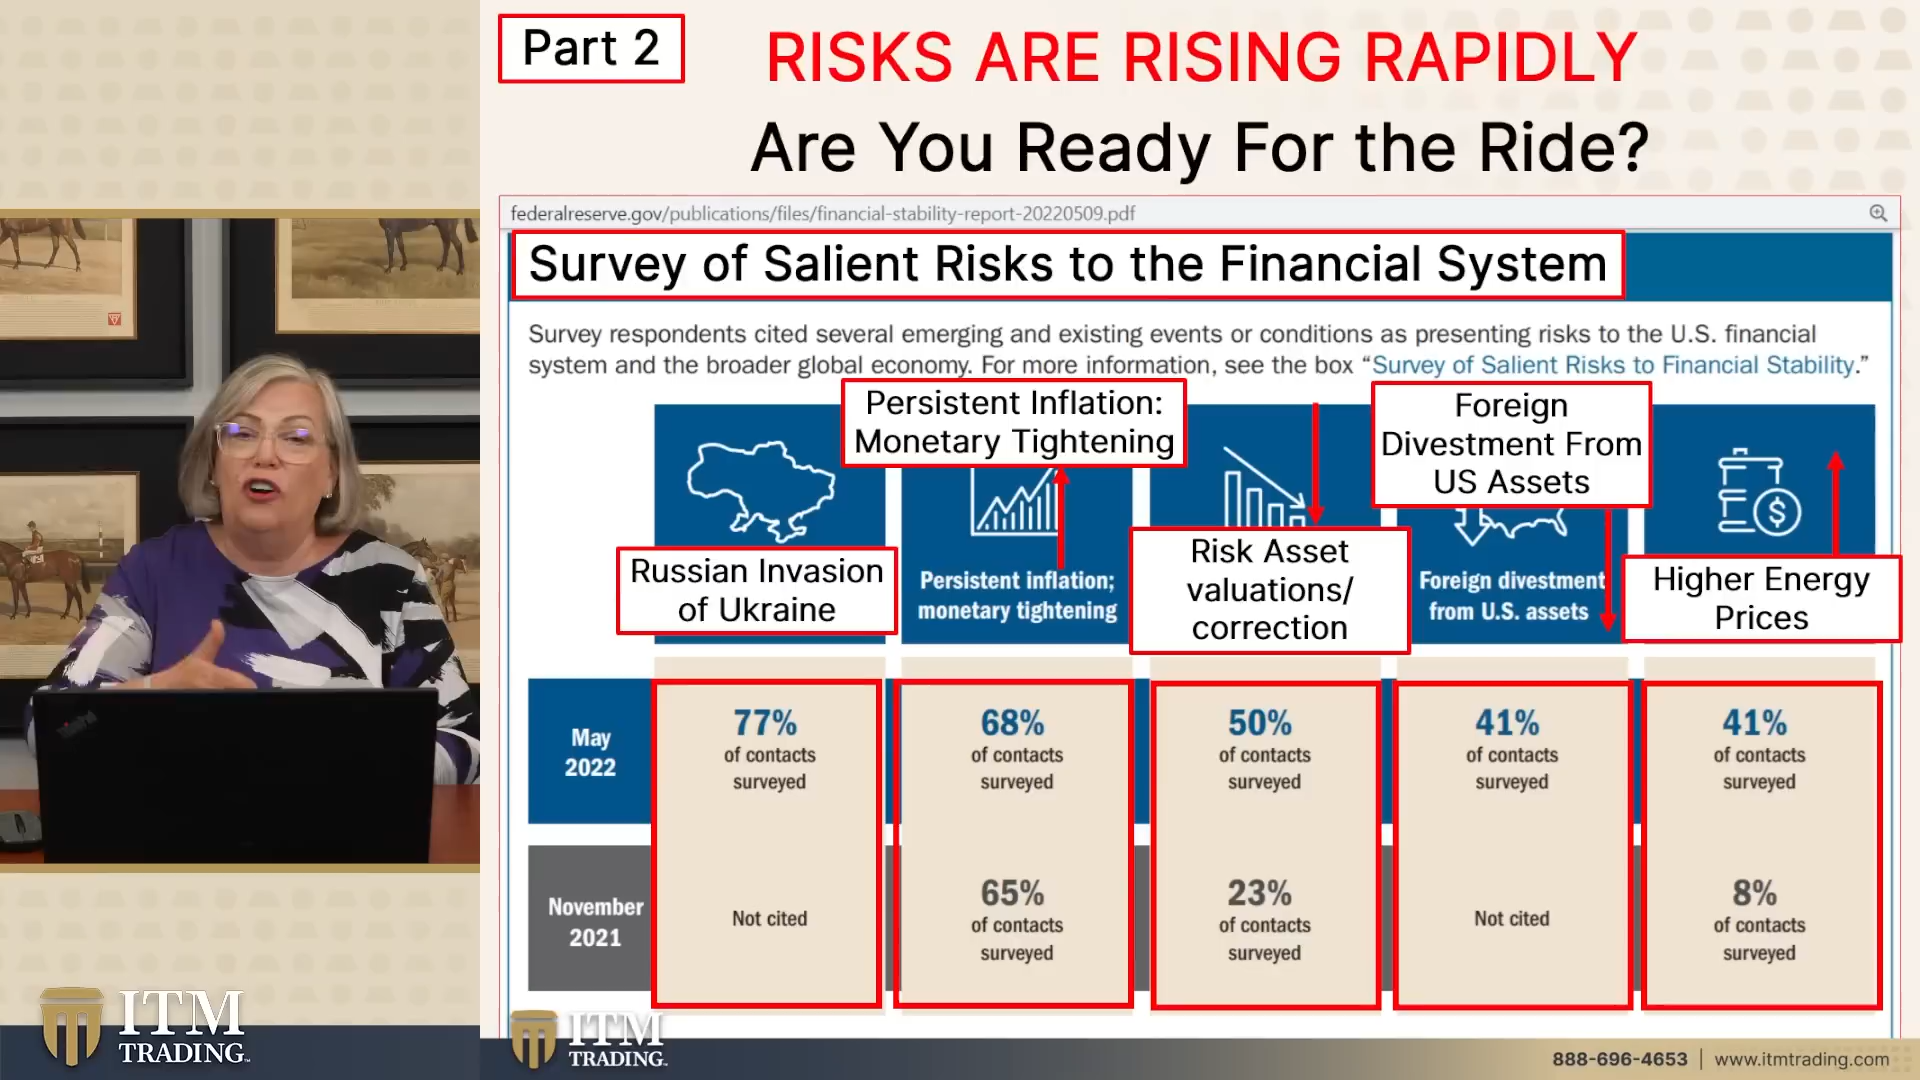 Part 2
RISKS ARE RISING RAPIDLY
Are You Ready For the Ride?
federalreserve.gov/publications/files/financial-stability-report-20220509.pdf
Survey of Salient Risks to the Financial System
Survey respondents cited several emerging and existing events or conditions as presenting risks to the U.S. financial
system and the broader global economy. For more information, see the box “Survey of Salient Risks to Financial Stability.”
Russian Invasion
of Ukraine
Persistent Inflation:
Monetary Tightening
Persistent inflation;
monetary tightening
Risk Asset
valuations/
correction
Foreign
Divestment From
US Assets
Foreign divestment
from U.S. assets
Higher Energy
Prices
May
2022
77%
of contacts
surveyed
68%
of contacts
surveyed
50%
of contacts
surveyed
41%
of contacts
surveyed
41%
of contacts
surveyed
November
2021
Not cited
65%
of contacts
surveyed
23%
of contacts
surveyed
Not cited
8%
of contacts
surveyed
ITM
TRADING
ITM
TRADING
888-696-4653 | www.itmtrading.com